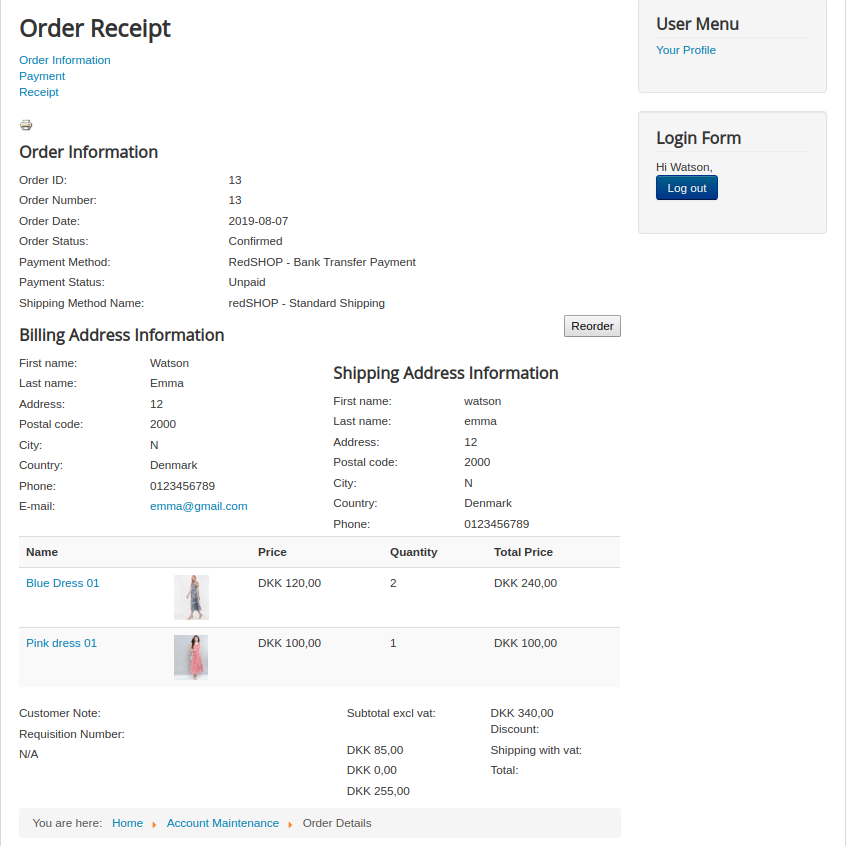 Order Receipt
Order Information
Payment
Receipt
Order Information
Order ID: 13
Order Number: 13
Order Date: 2019-08-07
Order Status: Confirmed
Payment Method: RedSHOP - Bank Transfer Payment
Payment Status: Unpaid
Shipping Method Name: redSHOP - Standard Shipping
Reorder
Billing Address Information
First name: Watson
Last name: Emma
Address: 12
Postal code: 2000
City: N
Country: Denmark
Phone: 0123456789
E-mail: emma@gmail.com
Shipping Address Information
First name: watson
Last name: emma
Address: 12
Postal code: 2000
City: N
Country: Denmark
Phone: 0123456789
Name Price Quantity Total Price
Blue Dress 01 DKK 120,00 2 DKK 240,00
Pink dress 01 DKK 100,00 1 DKK 100,00
Customer Note:
Requisition Number:
N/A
Subtotal excl vat: DKK 340,00
Discount:
DKK 85,00 Shipping with vat:
DKK 0,00 Total:
DKK 255,00
You are here: Home Account Maintenance Order Details
User Menu
Your Profile
Login Form
Hi Watson,
Log out